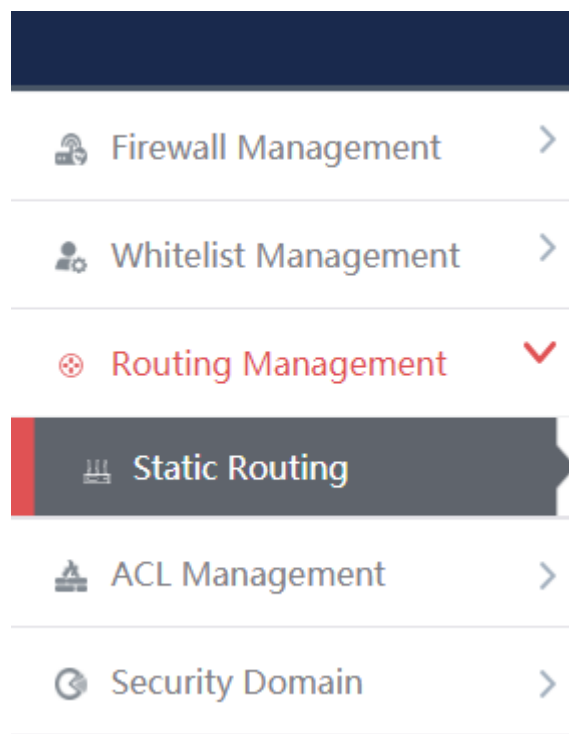 Firewall Management
Whitelist Management
Routing Management
Static Routing
ACL Management
Security Domain